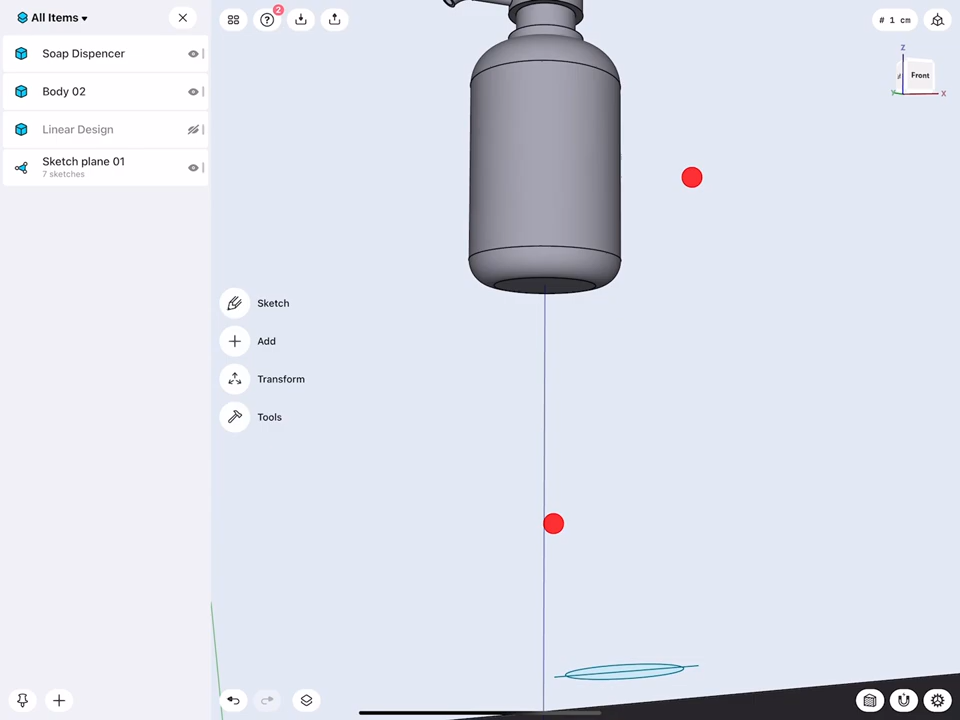 All Items
2
# 1 cm
Soap Dispencer
Body 02
Linear Design
Sketch plane 01
7 sketches
Z
Front
Y
X
Sketch
Add
Transform
Tools